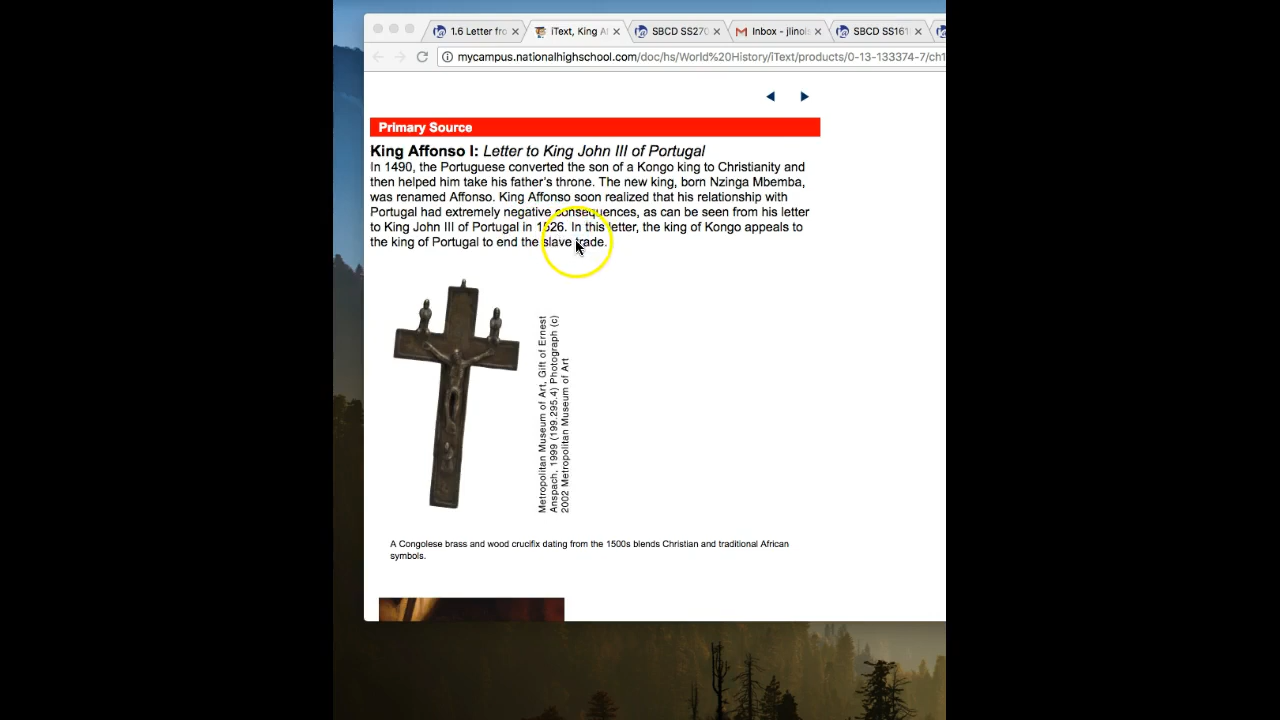 1.6 Letter fro
iText, King Af
SBCD SS270
Inbox - jlinoi
SBCD SS161
mycampus.nationalhighschool.com/doc/hs/World%20History/iText/products/0-13-133374-7/ch1
Primary Source
King Affonso I: Letter to King John III of Portugal
In 1490, the Portuguese converted the son of a Kongo king to Christianity and
then helped him take his father's throne. The new king, born Nzinga Mbemba,
was renamed Affonso. King Affonso soon realized that his relationship with
Portugal had extremely negative consequences, as can be seen from his letter
to King John III of Portugal in 1526. In this letter, the king of Kongo appeals to
the king of Portugal to end the slave trade.
Metropolitan Museum of Art, Gift of Ernest
Anspach, 1999 (199.295.4) Photograph (c)
2002 Metropolitan Museum of Art
A Congolese brass and wood crucifix dating from the 1500s blends Christian and traditional African
symbols.